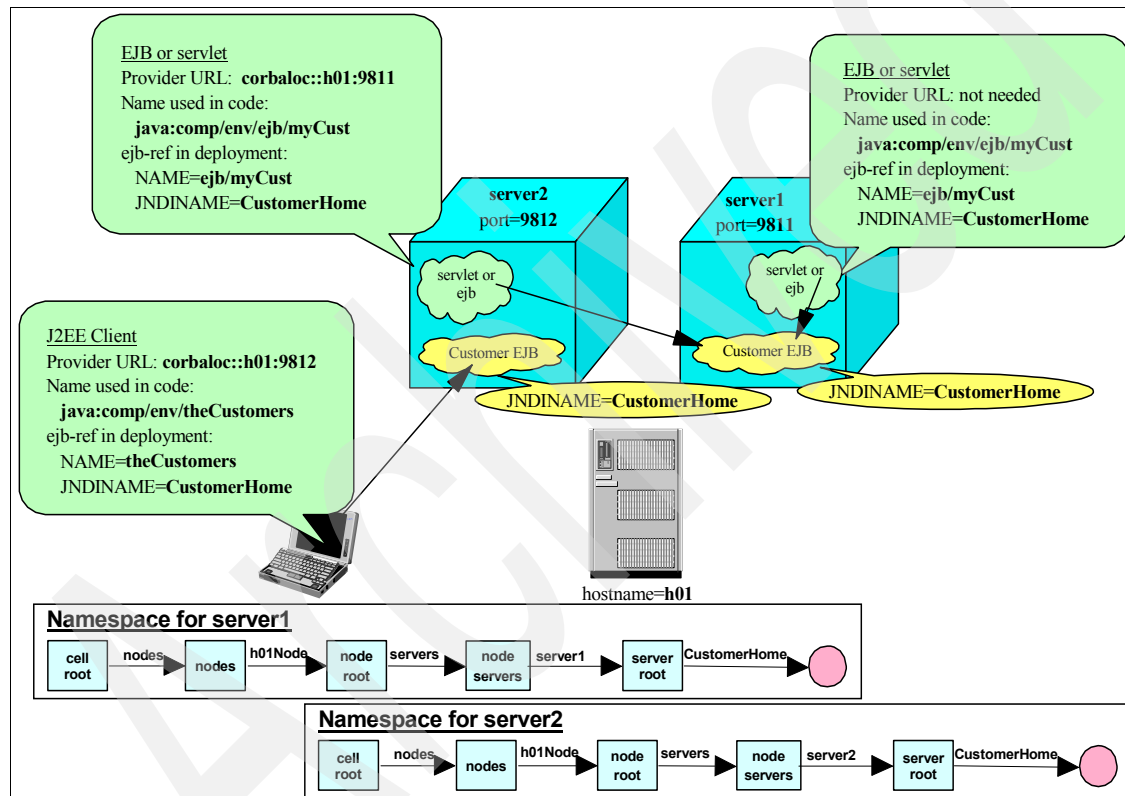 EJB or servlet
Provider URL:  corbaloc::h01:9811
Name used in code:
java:comp/env/ejb/myCust
ejb-ref in deployment:
NAME=ejb/myCust
JNDINAME=CustomerHome
EJB or servlet
Provider URL: not needed
Name used in code:
java:comp/env/ejb/myCust
ejb-ref in deployment:
NAME=ejb/myCust
JNDINAME=CustomerHome
server2
port=9812
server1
port=9811
servlet or
ejb
servlet or
ejb
Customer EJB
Customer EJB
JNDINAME=CustomerHome
JNDINAME=CustomerHome
J2EE Client
Provider URL: corbaloc::h01:9812
Name used in code:
java:comp/env/theCustomers
ejb-ref in deployment:
NAME=theCustomers
JNDINAME=CustomerHome
hostname=h01
Namespace for server1
cell
root
nodes
nodes
h01Node
node
root
servers
node
servers
server1
server
root
CustomerHome
Namespace for server2
cell
root
nodes
nodes
h01Node
node
root
servers
node
servers
server2
server
root
CustomerHome
Archived